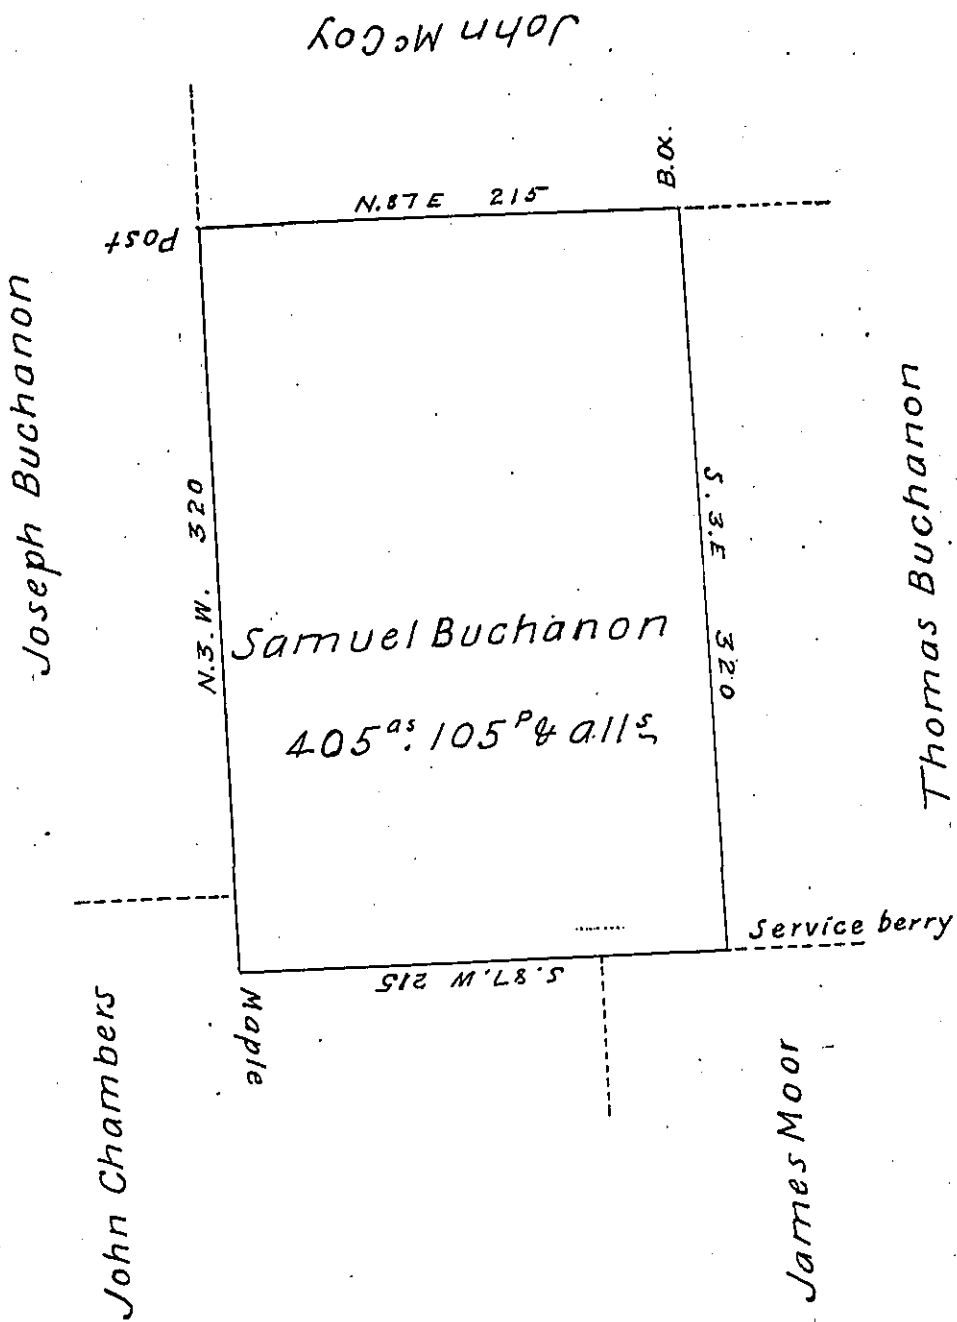 John McCoy
B.O.
N.87 E 215
Post
Joseph Buchanon
N.3.W. 320
S.3.E 320
Thomas Buchanon
Samuel Buchanon
405as. 105P & alls
Service berry
S.87.W 215
Maple
John Chambers
James Moor